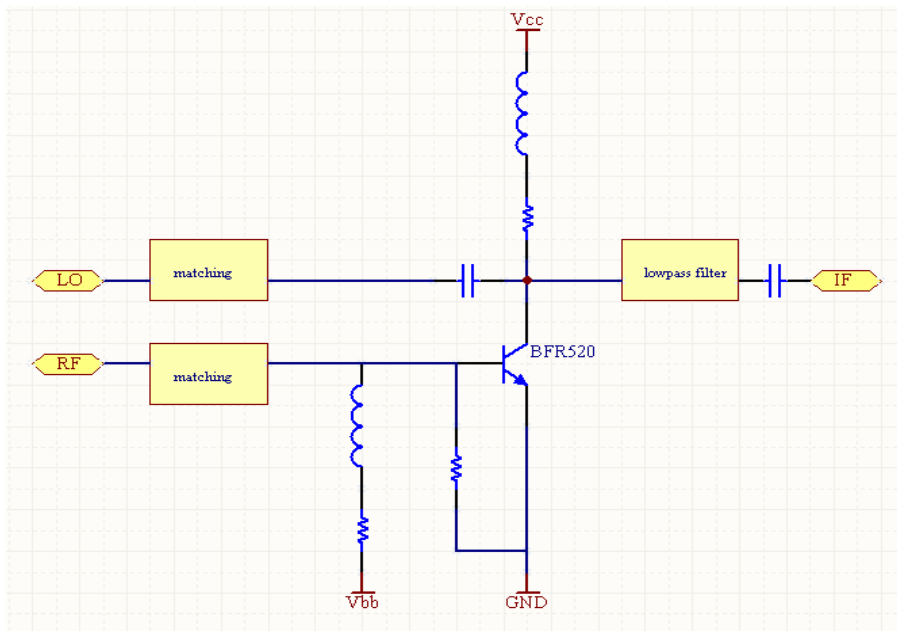 Vcc
LO
matching
lowpass filter
IF
RF
matching
BFR520
Vbb
GND